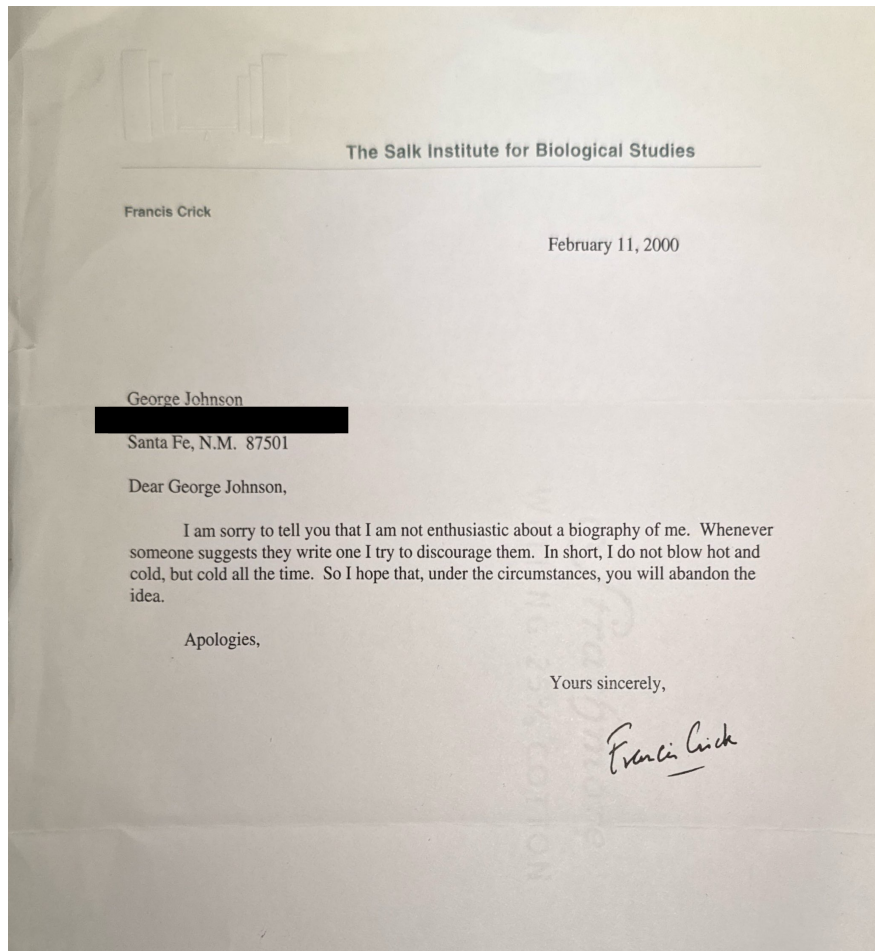 The Salk Institute for Biological Studies
Francis Crick
February 11, 2000
George Johnson
Santa Fe, N.M. 87501
Dear George Johnson,
I am sorry to tell you that I am not enthusiastic about a biography of me. Whenever
someone suggests they write one I try to discourage them. In short, I do not blow hot and
cold, but cold all the time. So I hope that, under the circumstances, you will abandon the
idea.
Apologies,
Yours sincerely,
Francis Crick